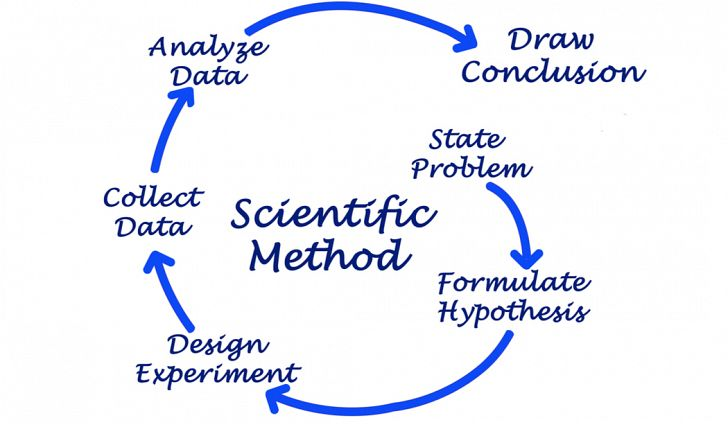 Analyze
Data
Draw
Conclusion
State
Problem
Collect
Data
Scientific
Method
Formulate
Hypothesis
Design
Experiment